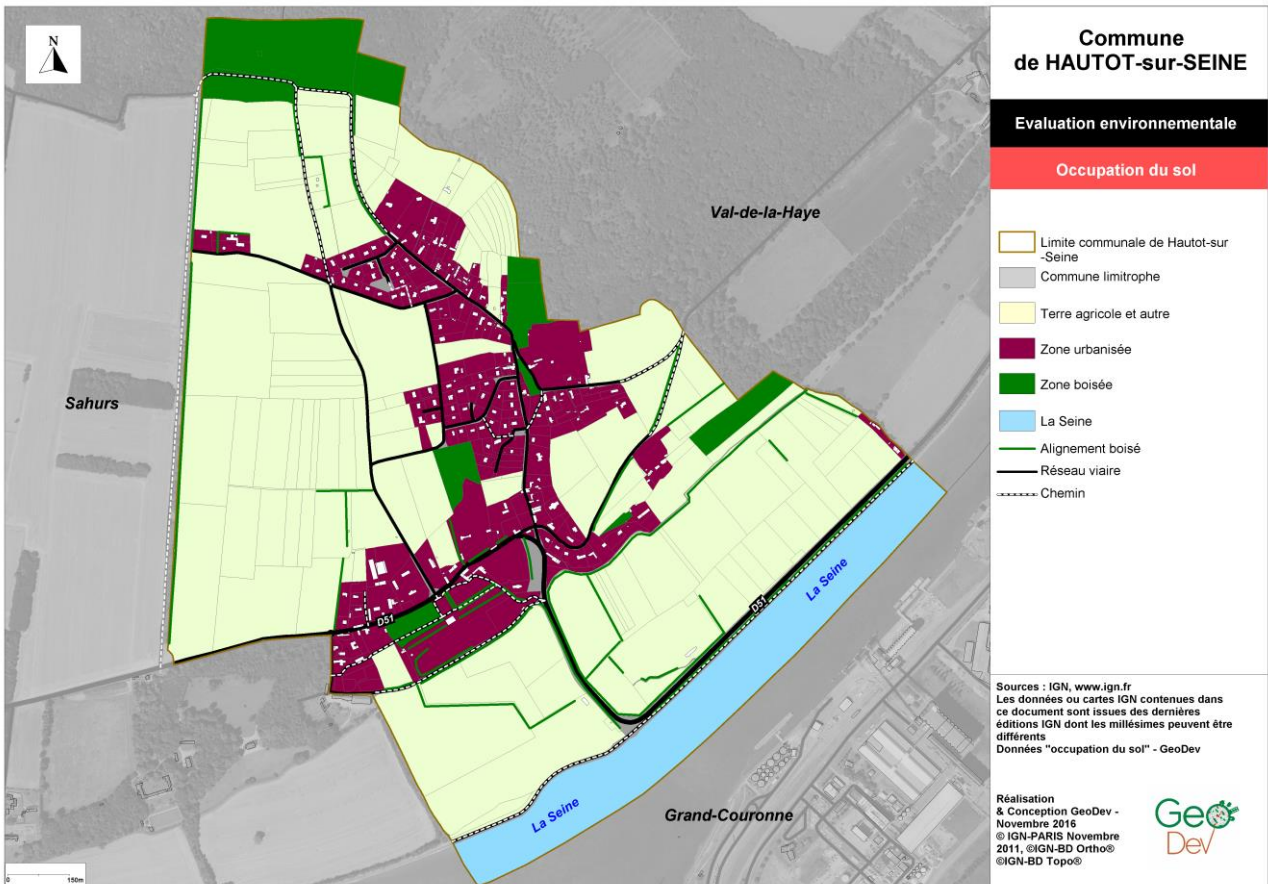 N
Val-de-la-Haye
Sahurs
D51
D51
La Seine
La Seine
Grand-Couronne
0 150m
Commune
de HAUTOT-sur-SEINE
Evaluation environnementale
Occupation du sol
Limite communale de Hautot-sur
-Seine
Commune limitrophe
Terre agricole et autre
Zone urbanisée
Zone boisée
La Seine
Alignement boisé
Réseau viaire
Chemin
Sources : IGN, www.ign.fr
Les données ou cartes IGN contenues dans
ce document sont issues des dernières
éditions IGN dont les millésimes peuvent être
différents
Données "occupation du sol" - GeoDev
Réalisation
& Conception GeoDev -
Novembre 2016
© IGN-PARIS Novembre
2011, ©IGN-BD Ortho®
©IGN-BD Topo®
Geo
Dev